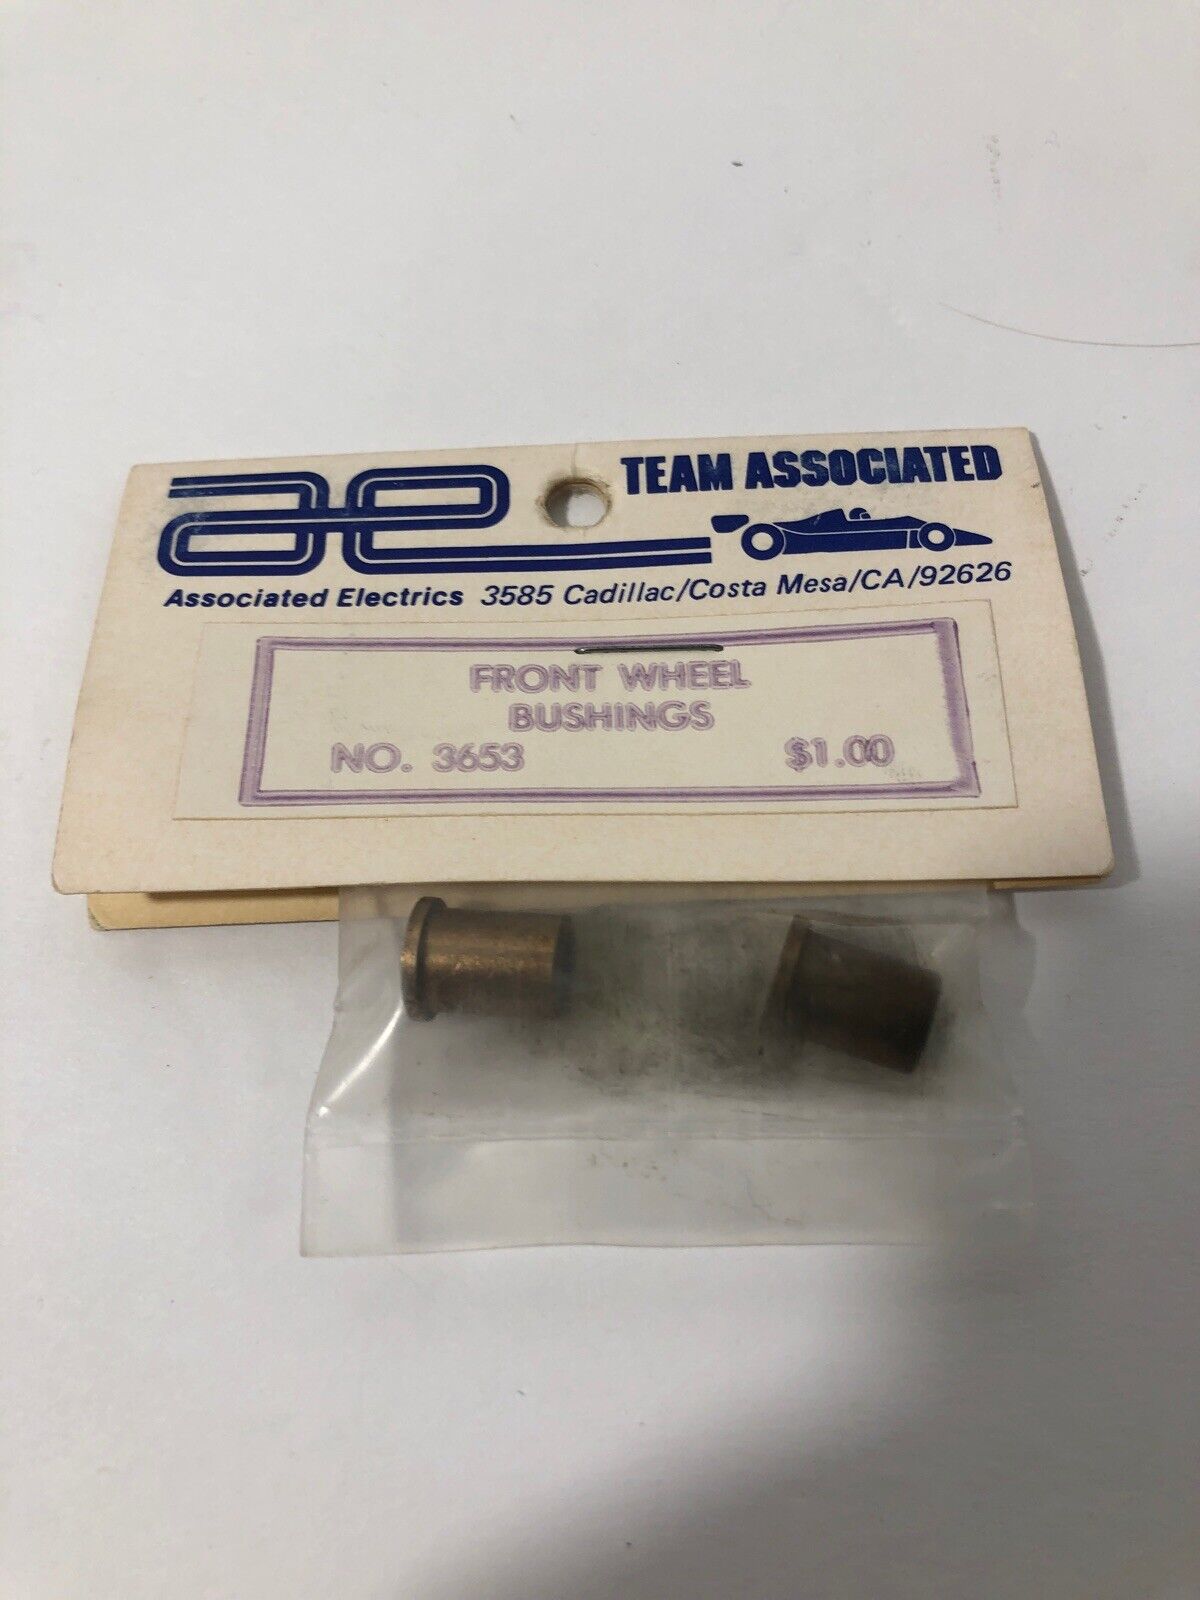 ae TEAM ASSOCIATED
Associated Electrics 3585 Cadillac/Costa Mesa/CA/92626
FRONT WHEEL
BUSHINGS
NO. 3653 $1.00